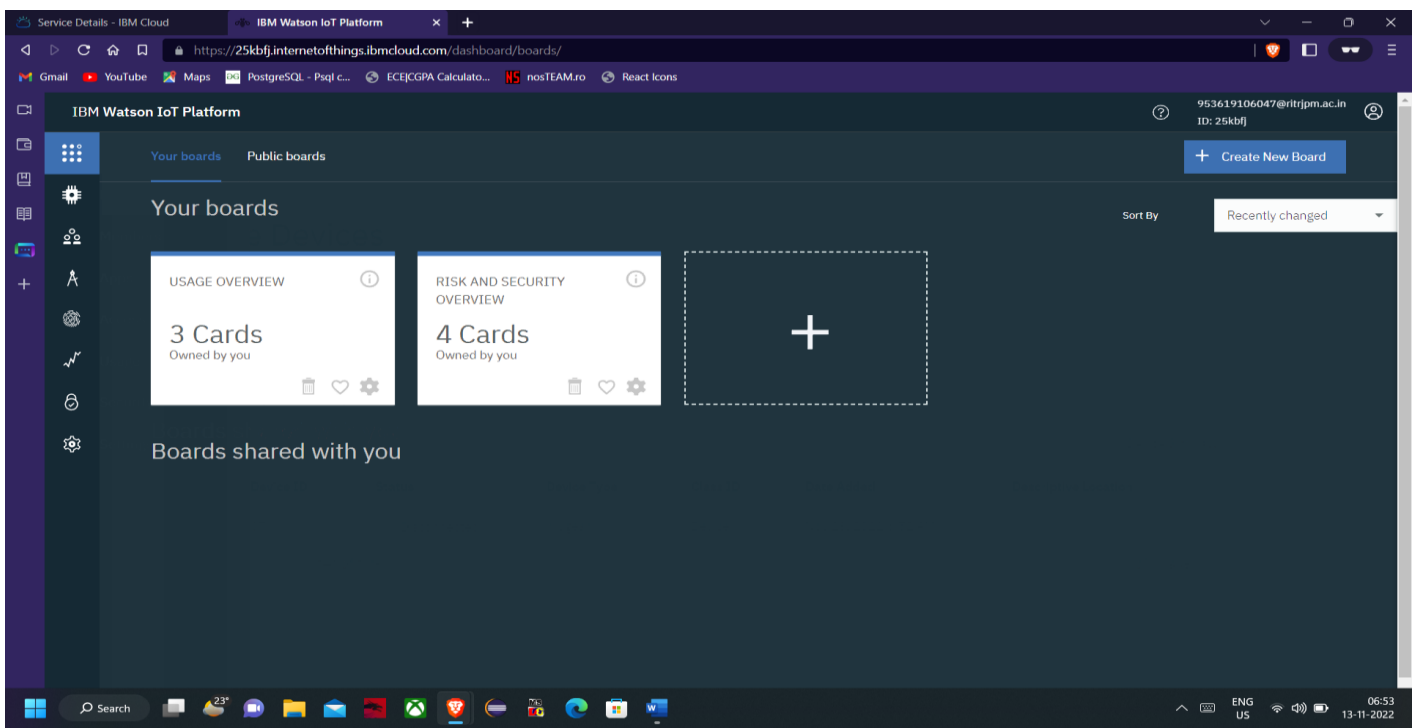 Service Details - IBM Cloud
IBM Watson IoT Platform
https://25kbfj.internetofthings.ibmcloud.com/dashboard/boards/
Gmail
YouTube
Maps
PostgreSQL - Psql c...
ECE|CGPA Calculato...
nosTEAM.ro
React Icons
IBM Watson IoT Platform
953619106047@ritrjpm.ac.in
ID: 25kbfj
Your boards
Public boards
Create New Board
Your boards
Sort By
Recently changed
USAGE OVERVIEW
3 Cards
Owned by you
RISK AND SECURITY
OVERVIEW
4 Cards
Owned by you
Boards shared with you
Search
23°
ENG
US
06:53
13-11-2022